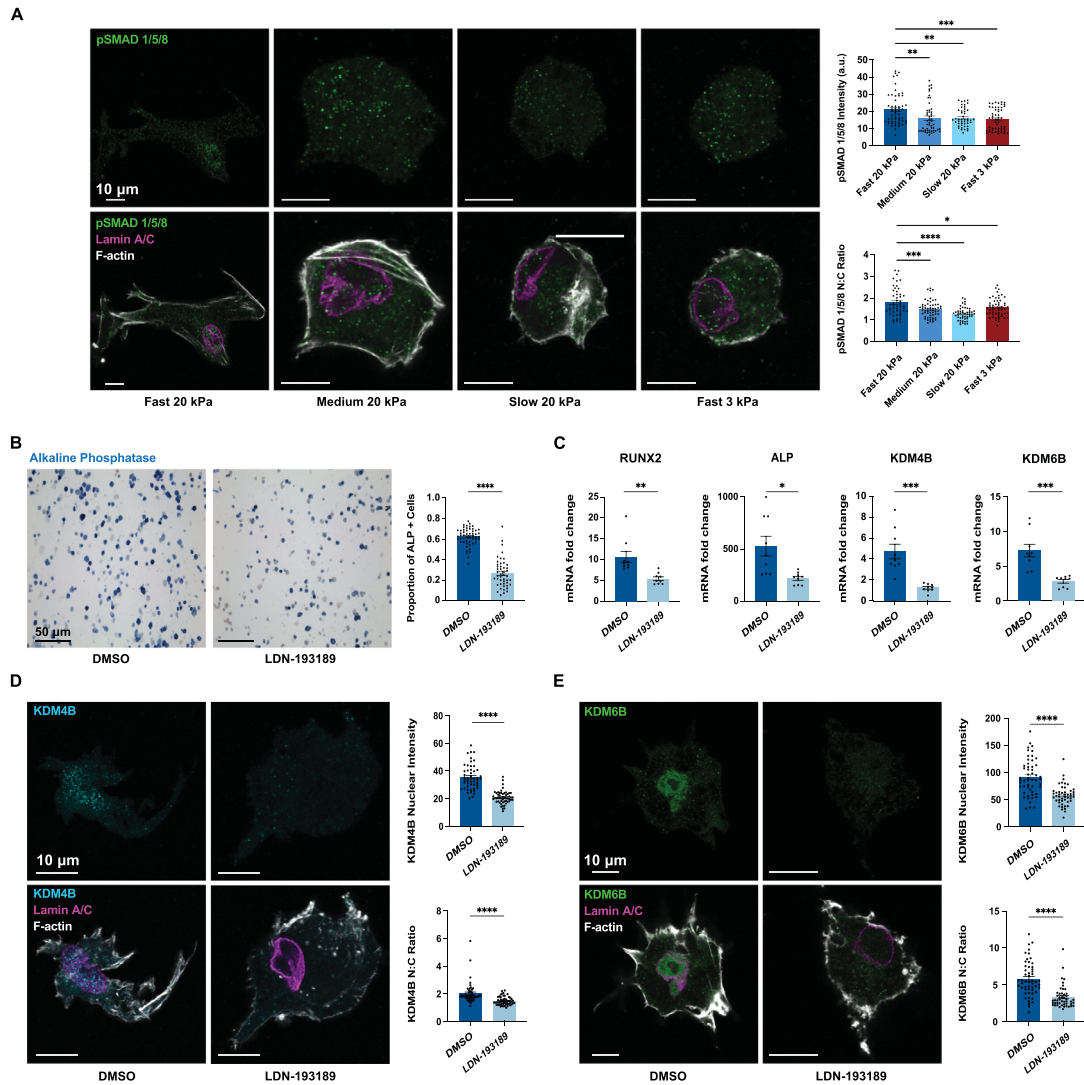 A
pSMAD 1/5/8
10 µm
pSMAD 1/5/8
Lamin A/C
F-actin
Fast 20 kPa
Medium 20 kPa
Slow 20 kPa
Fast 3 kPa
pSMAD 1/5/8 Intensity (a.u.)
50
40
30
20
10
0
***
**
**
Fast 20 kPa
Medium 20 kPa
Slow 20 kPa
Fast 3 kPa
pSMAD 1/5/8 N:C Ratio
4
3
2
1
0
*
****
***
Fast 20 kPa
Medium 20 kPa
Slow 20 kPa
Fast 3 kPa
B
Alkaline Phosphatase
50 µm
DMSO
LDN-193189
Proportion of ALP + Cells
1.0
0.8
0.6
0.4
0.2
0.0
****
DMSO
LDN-193189
C
RUNX2
mRNA fold change
25
20
15
10
5
0
**
DMSO
LDN-193189
ALP
mRNA fold change
1000
500
0
*
DMSO
LDN-193189
KDM4B
mRNA fold change
10
8
6
4
2
0
***
DMSO
LDN-193189
KDM6B
mRNA fold change
15
10
5
0
***
DMSO
LDN-193189
D
KDM4B
10 µm
KDM4B
Lamin A/C
F-actin
DMSO
LDN-193189
KDM4B Nuclear Intensity
80
60
40
20
0
****
DMSO
LDN-193189
KDM4B N:C Ratio
8
6
4
2
0
****
DMSO
LDN-193189
E
KDM6B
10 µm
KDM6B
Lamin A/C
F-actin
DMSO
LDN-193189
KDM6B Nuclear Intensity
200
150
100
50
0
****
DMSO
LDN-193189
KDM6B N:C Ratio
15
10
5
0
****
DMSO
LDN-193189